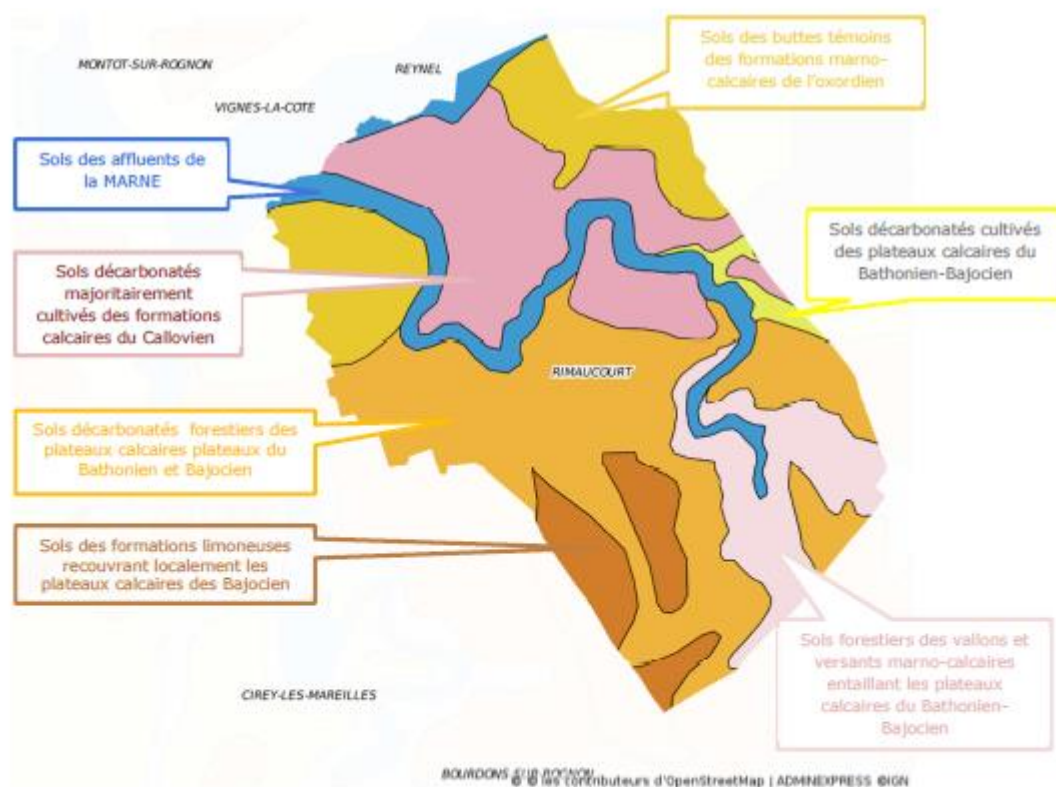 Sols des buttes témoins
des formations marno-
calcaires de l'oxordien
MONTOT-SUR-ROGNON
REYNEL
VIGNES-LA-COTE
Sols des affluents de
la MARNE
Sols décarbonatés cultivés
des plateaux calcaires du
Bathonien-Bajocien
Sols décarbonatés
majoritairement
cultivés des formations
calcaires du Callovien
RIMAUCOURT
Sols décarbonatés forestiers des
plateaux calcaires plateaux du
Bathonien et Bajocien
Sols des formations limoneuses
recouvrant localement les
plateaux calcaires des Bajocien
Sols forestiers des vallons et
versants marno-calcaires
entaillant les plateaux
calcaires du Bathonien-
Bajocien
CIREY-LES-MAREILLES
BOURDONS-SUR-ROGNON
© © les contributeurs d'OpenStreetMap | ADMINEXPRESS ©IGN